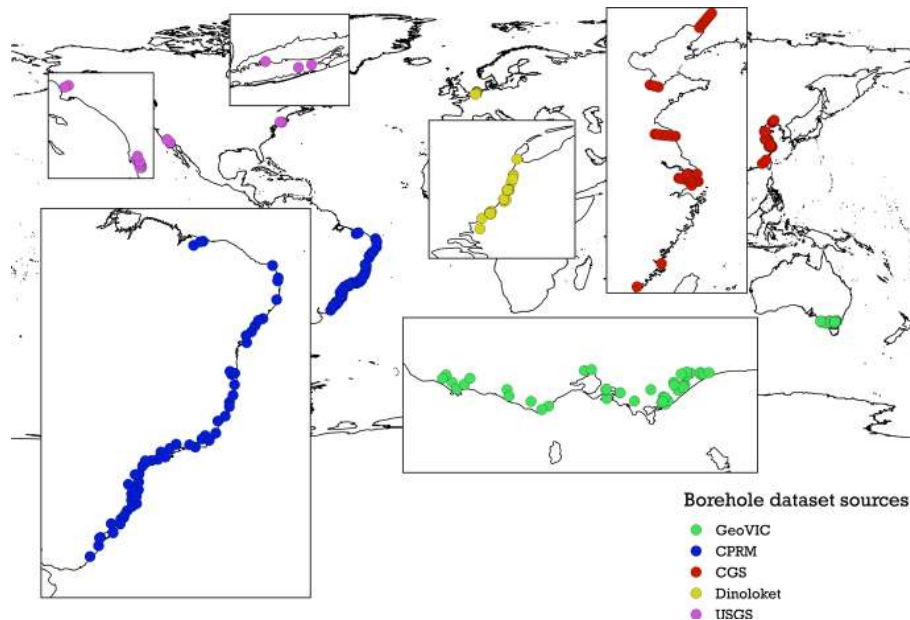 Borehole dataset sources
GeoVIC
CPRM
CGS
Dinoloket
USGS